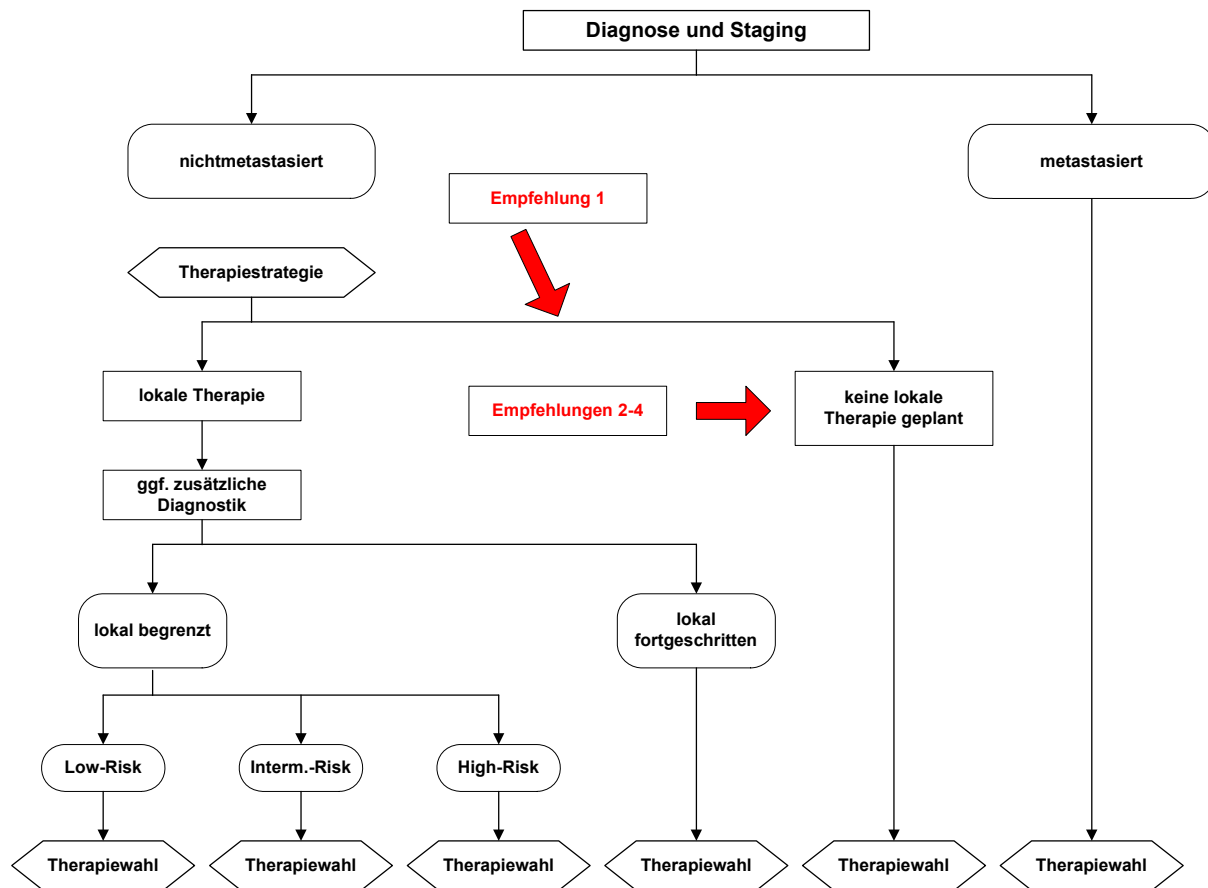 Diagnose und Staging
nichtmetastasiert
metastasiert
Empfehlung 1
Therapiestrategie
lokale Therapie
Empfehlungen 2-4
keine lokale
Therapie geplant
ggf. zusätzliche
Diagnostik
lokal begrenzt
lokal
fortgeschritten
Low-Risk
Interm.-Risk
High-Risk
Therapiewahl
Therapiewahl
Therapiewahl
Therapiewahl
Therapiewahl
Therapiewahl